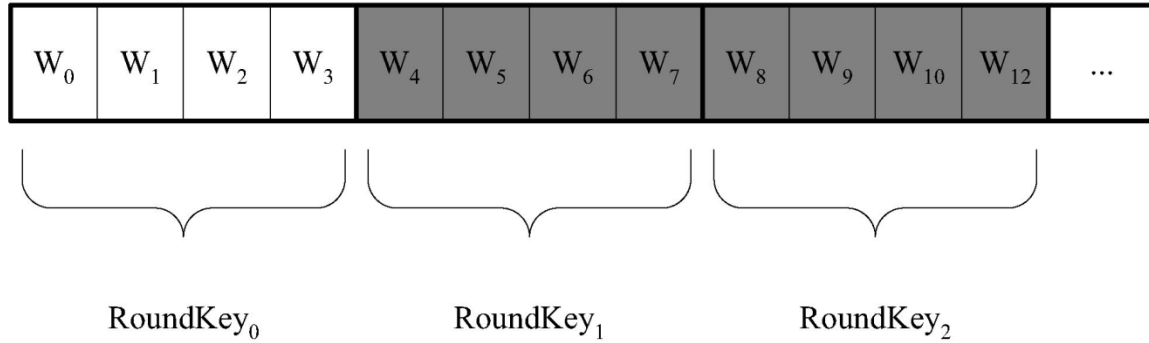 W₀ W₁ W₂ W₃ W₄ W₅ W₆ W₇ W₈ W₉ W₁₀ W₁₂ ...
RoundKey₀ RoundKey₁ RoundKey₂